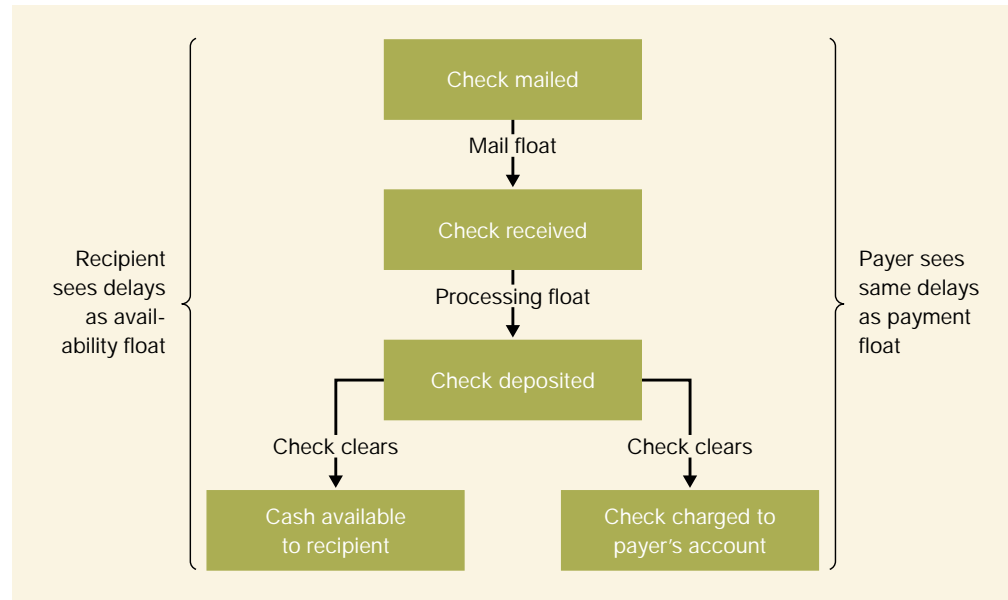 Check mailed
Mail float
Check received
Recipient
sees delays
as avail-
ability float
Payer sees
same delays
as payment
float
Processing float
Check deposited
Check clears
Check clears
Cash available
to recipient
Check charged to
payer's account